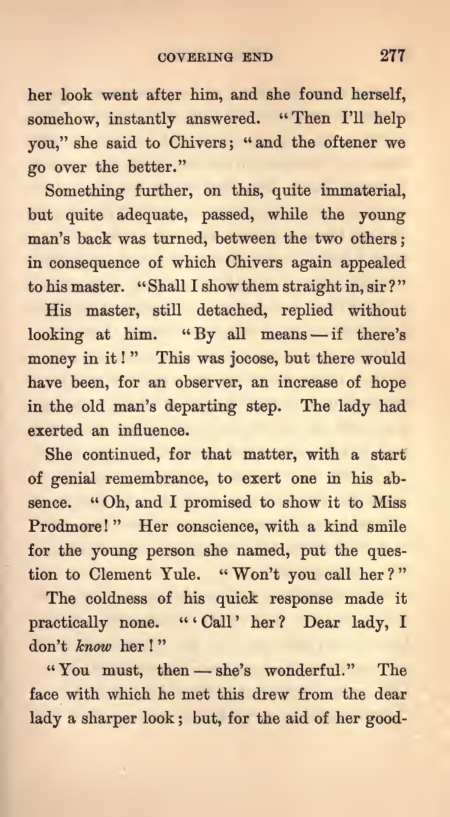 COVERING END 277
her look went after him, and she found herself,
somehow, instantly answered. “Then I’ll help
you,” she said to Chivers; “and the oftener we
go over the better.”
Something further, on this, quite immaterial,
but quite adequate, passed, while the young
man’s back was turned, between the two others;
in consequence of which Chivers again appealed
to his master. “Shall I show them straight in, sir?”
His master, still detached, replied without
looking at him. “By all means — if there’s
money in it!” This was jocose, but there would
have been, for an observer, an increase of hope
in the old man’s departing step. The lady had
exerted an influence.
She continued, for that matter, with a start
of genial remembrance, to exert one in his ab-
sence. “Oh, and I promised to show it to Miss
Prodmore!” Her conscience, with a kind smile
for the young person she named, put the ques-
tion to Clement Yule. “Won’t you call her?”
The coldness of his quick response made it
practically none. “‘Call’ her? Dear lady, I
don’t know her!”
“You must, then — she’s wonderful.” The
face with which he met this drew from the dear
lady a sharper look; but, for the aid of her good-